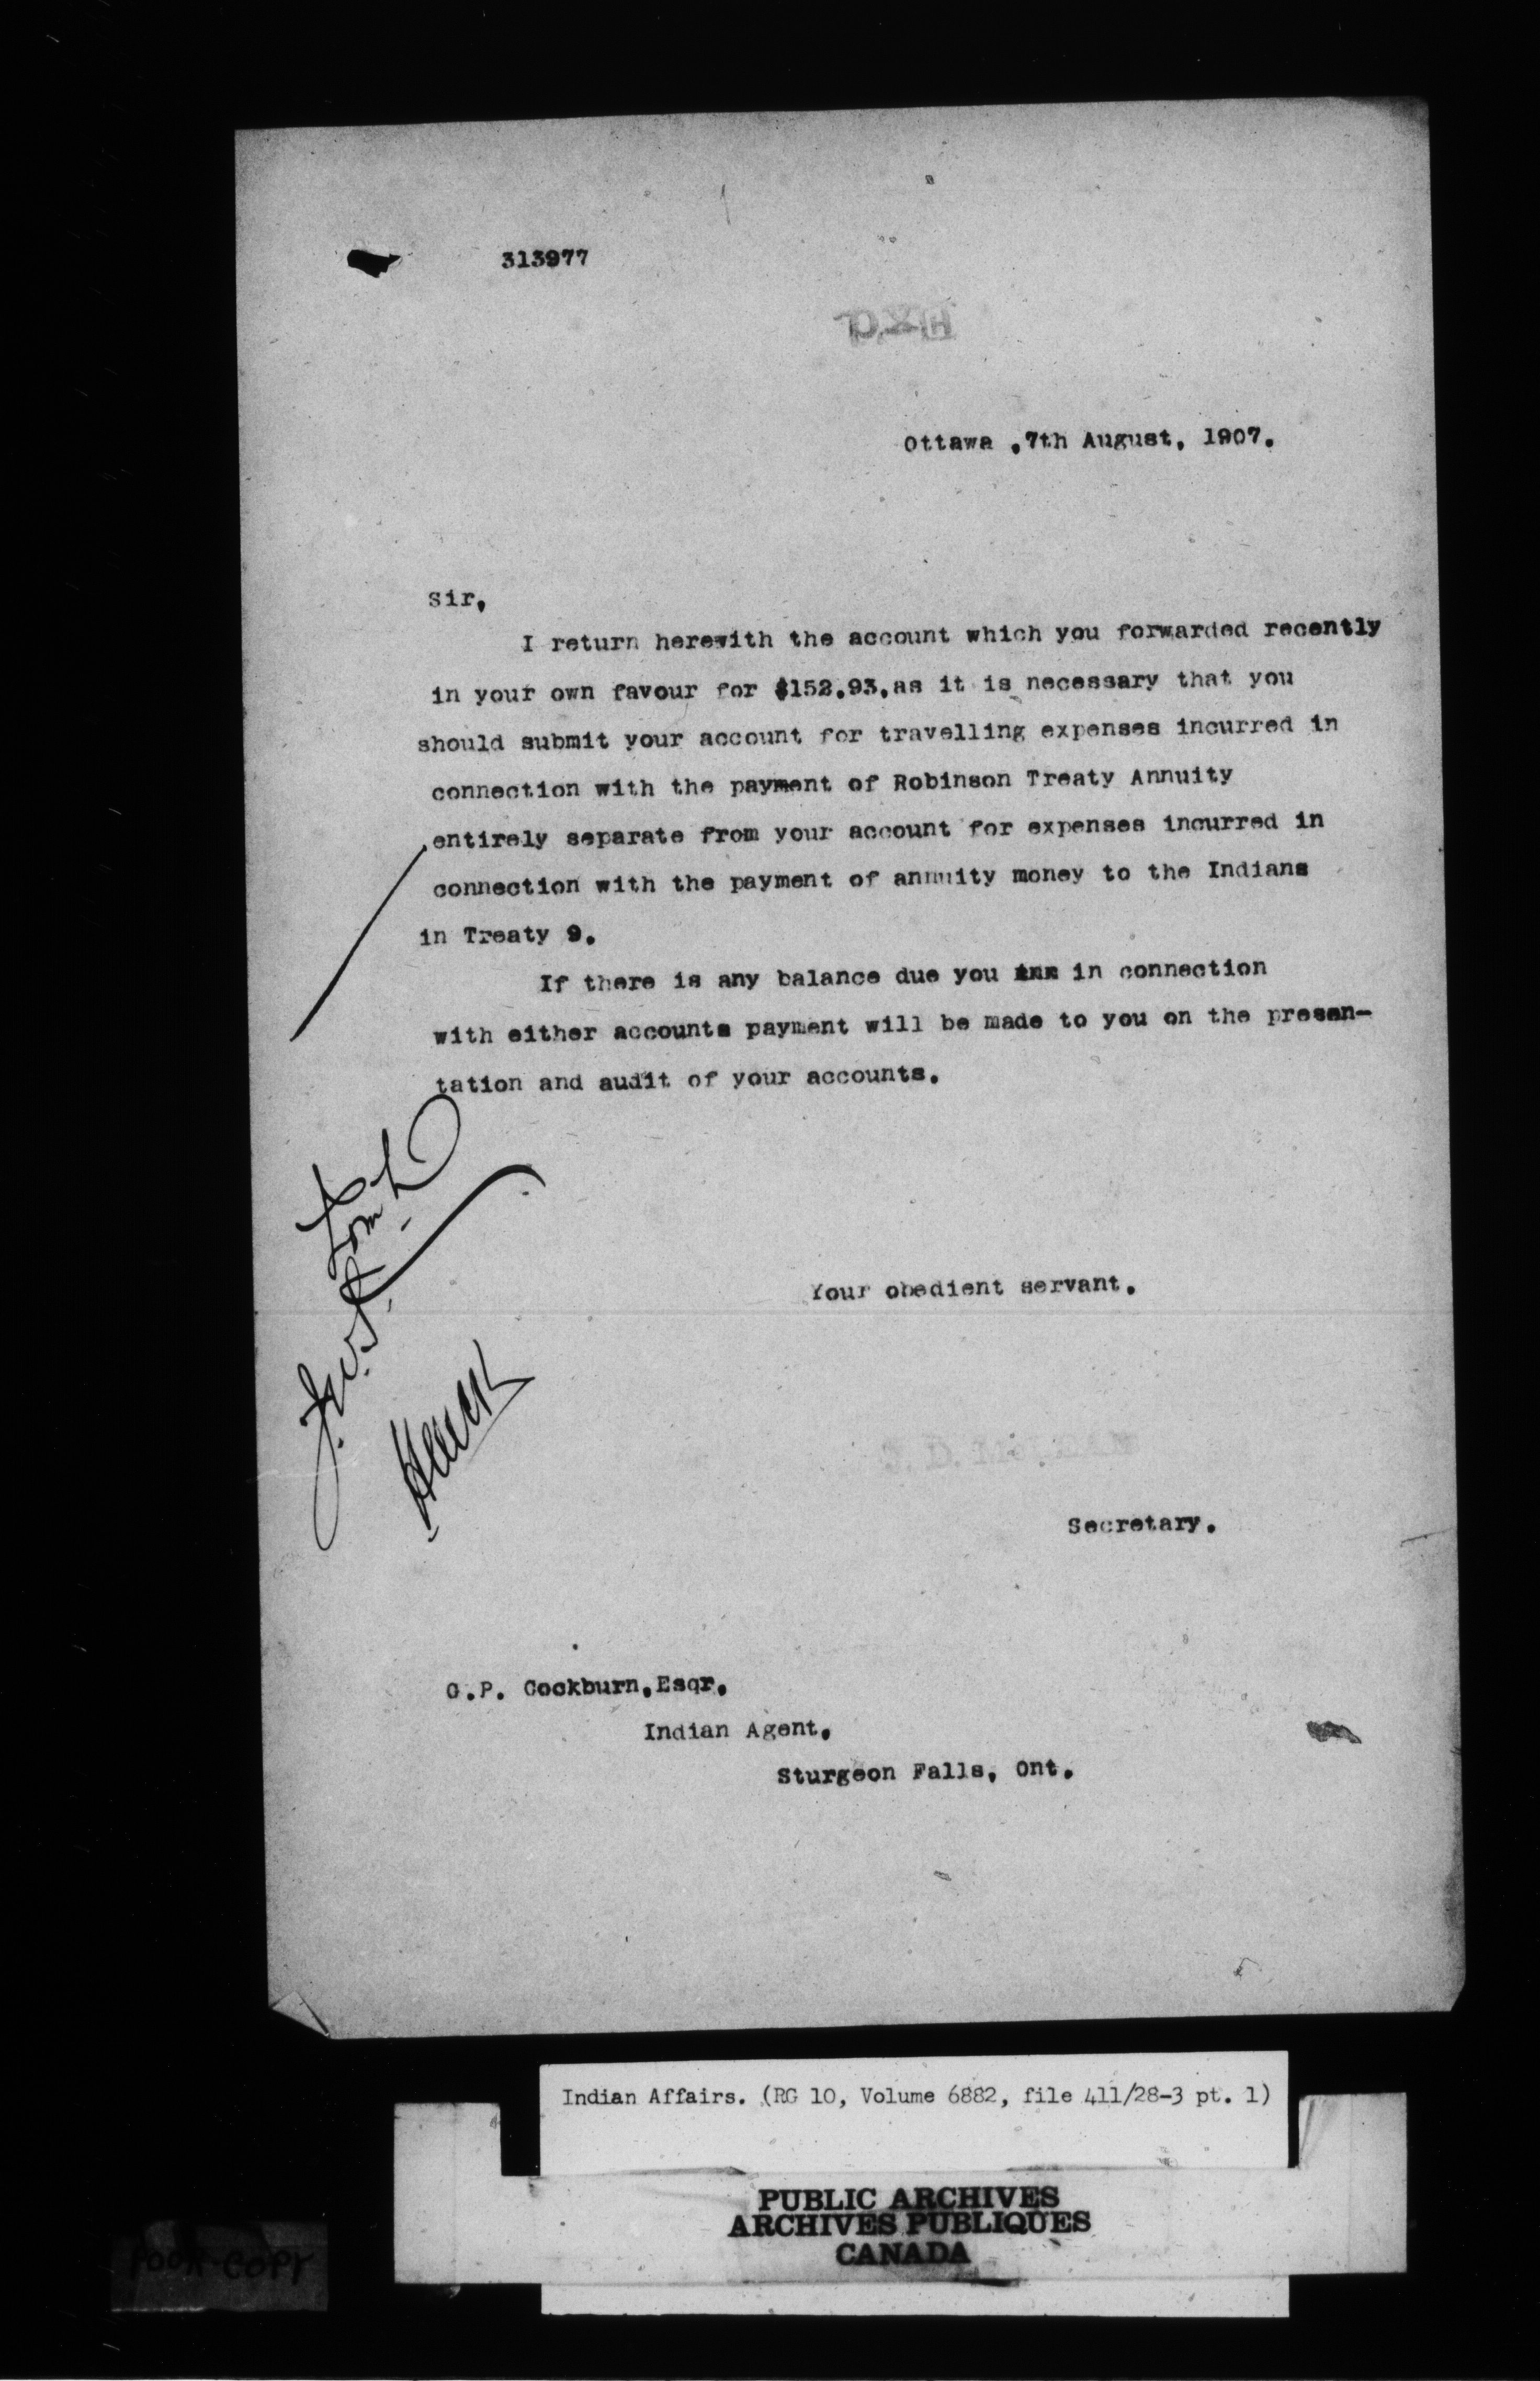 313977
Ottawa ,7th August, 1907.
Sir,
I return herewith the account which you forwarded recently
in your own favour for $152.93,as it is necessary that you
should submit your account for travelling expenses incurred in
connection with the payment of Robinson Treaty Annuity
entirely separate from your account for expenses incurred in
connection with the payment of annuity money to the Indians
in Treaty 9.
If there is any balance due you in connection
with either accounts payment will be made to you on the presen-
tation and audit of your accounts.
Your obedient servant,
Secretary.
G.P. Cockburn,Esqr,
Indian Agent,
Sturgeon Falls, Ont.
Indian Affairs. (RG 10, Volume 6882, file 411/28-3 pt. 1)
PUBLIC ARCHIVES
ARCHIVES PUBLIQUES
CANADA
POOR COPY